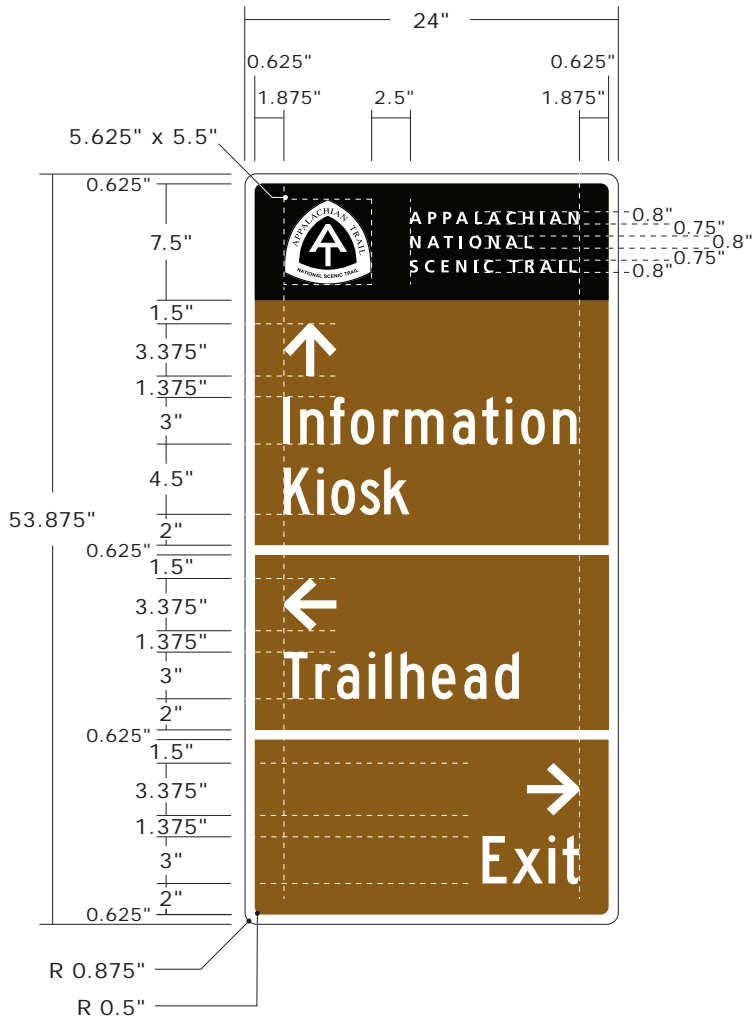 24"
0.625"
0.625"
1.875"
2.5"
1.875"
5.625" x 5.5"
0.625"
7.5"
APPALACHIAN TRAIL
AT
NATIONAL SCENIC TRAIL
APPALACHIAN
NATIONAL
SCENIC TRAIL
0.8"
0.75"
0.8"
0.75"
0.8"
1.5"
3.375"
1.375"
3"
4.5"
2"
Information
Kiosk
53.875"
0.625"
1.5"
3.375"
1.375"
3"
2"
Trailhead
0.625"
1.5"
3.375"
1.375"
3"
2"
Exit
0.625"
R 0.875"
R 0.5"